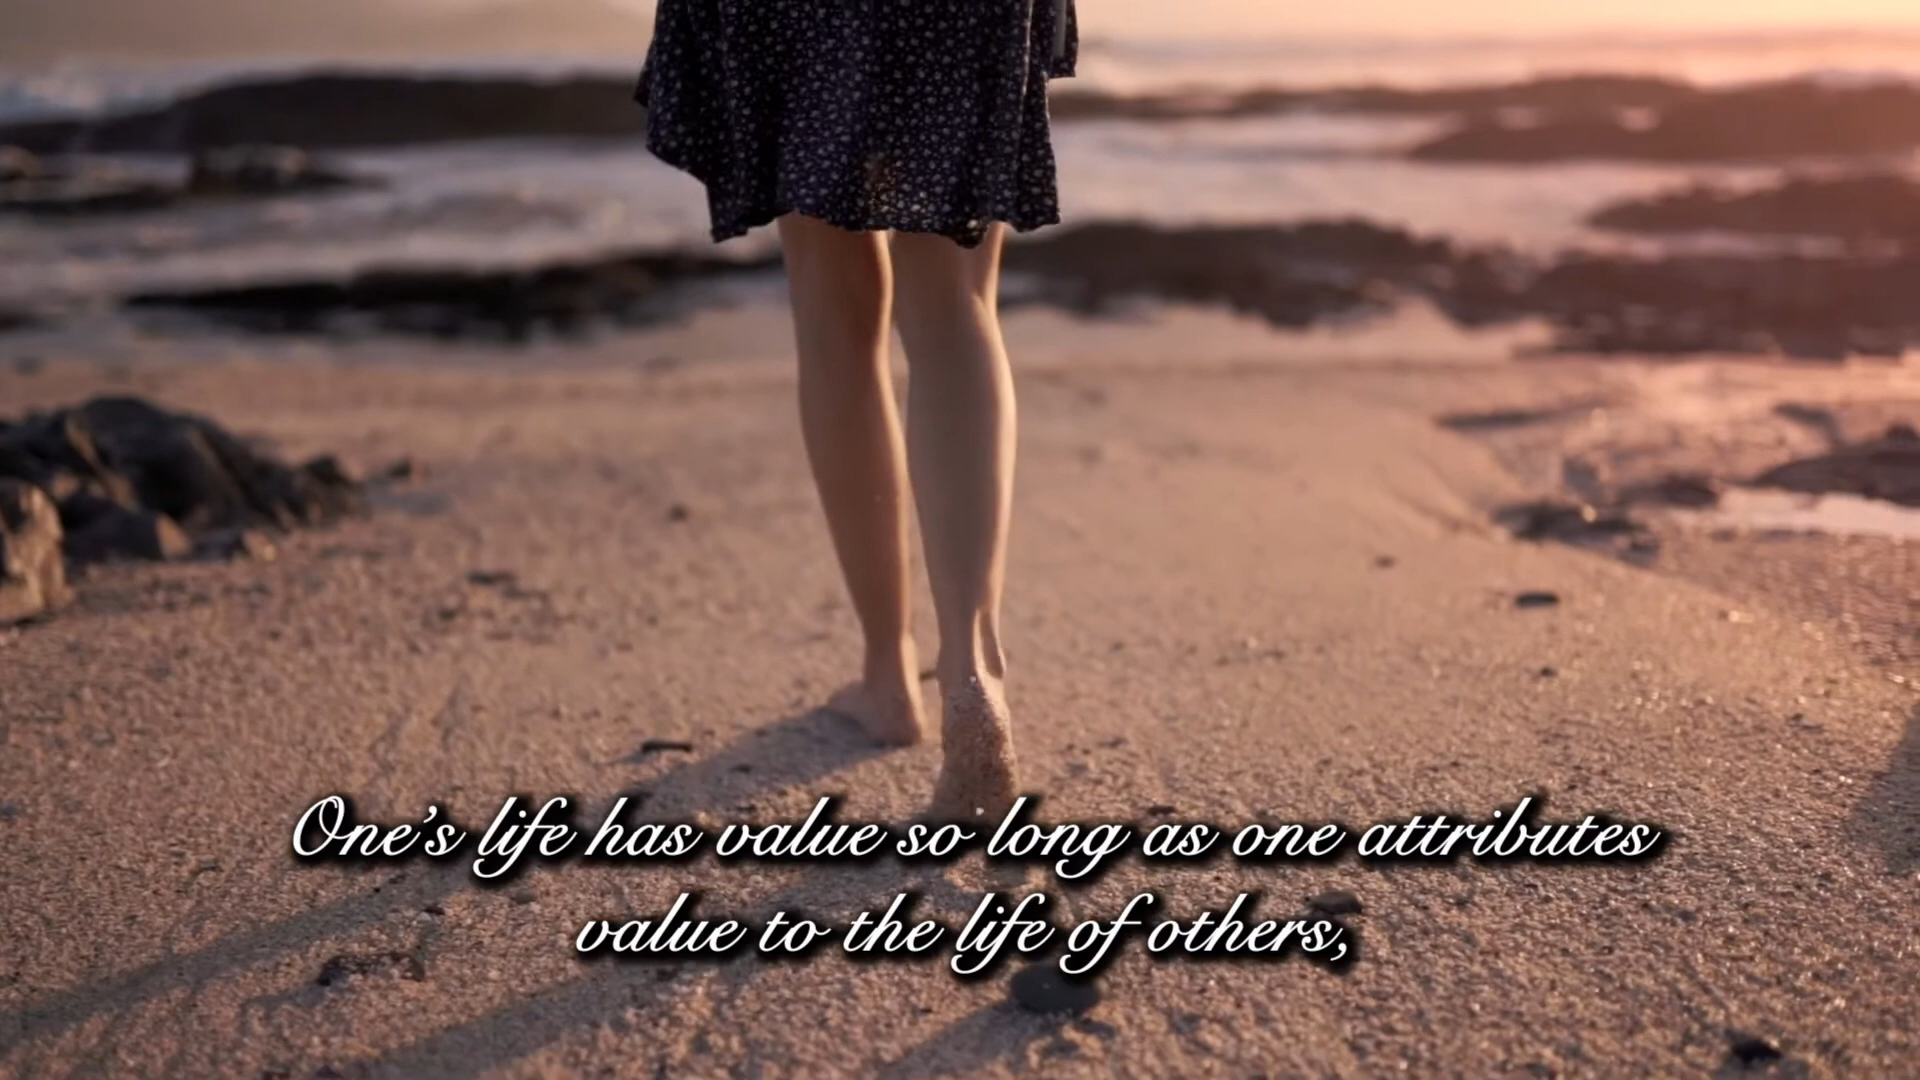 One's life has value so long as one attributes
value to the life of others,